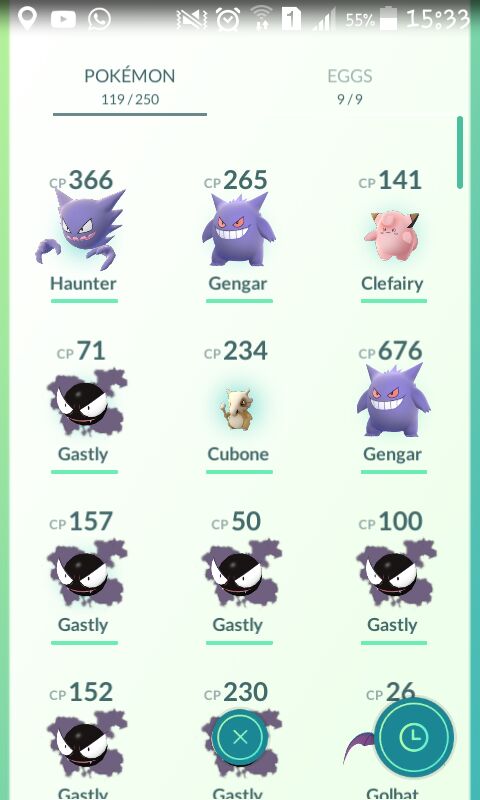 1 55% 15:33
POKÉMON EGGS
119 / 250 9 / 9
CP 366 CP 265 CP 141
Haunter Gengar Clefairy
CP 71 CP 234 CP 676
Gastly Cubone Gengar
CP 157 CP 50 CP 100
Gastly Gastly Gastly
CP 152 CP 230 CP 26
Gastly Gastly Golbat